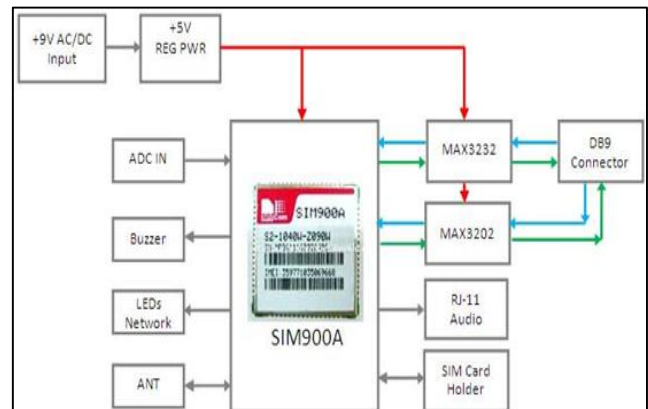 +9V AC/DC
Input
+5V
REG PWR
ADC IN
Buzzer
LEDs
Network
ANT
SIM900A
S2-1040W-Z090W
SIM900A
MAX3232
MAX3202
DB9
Connector
RJ-11
Audio
SIM Card
Holder